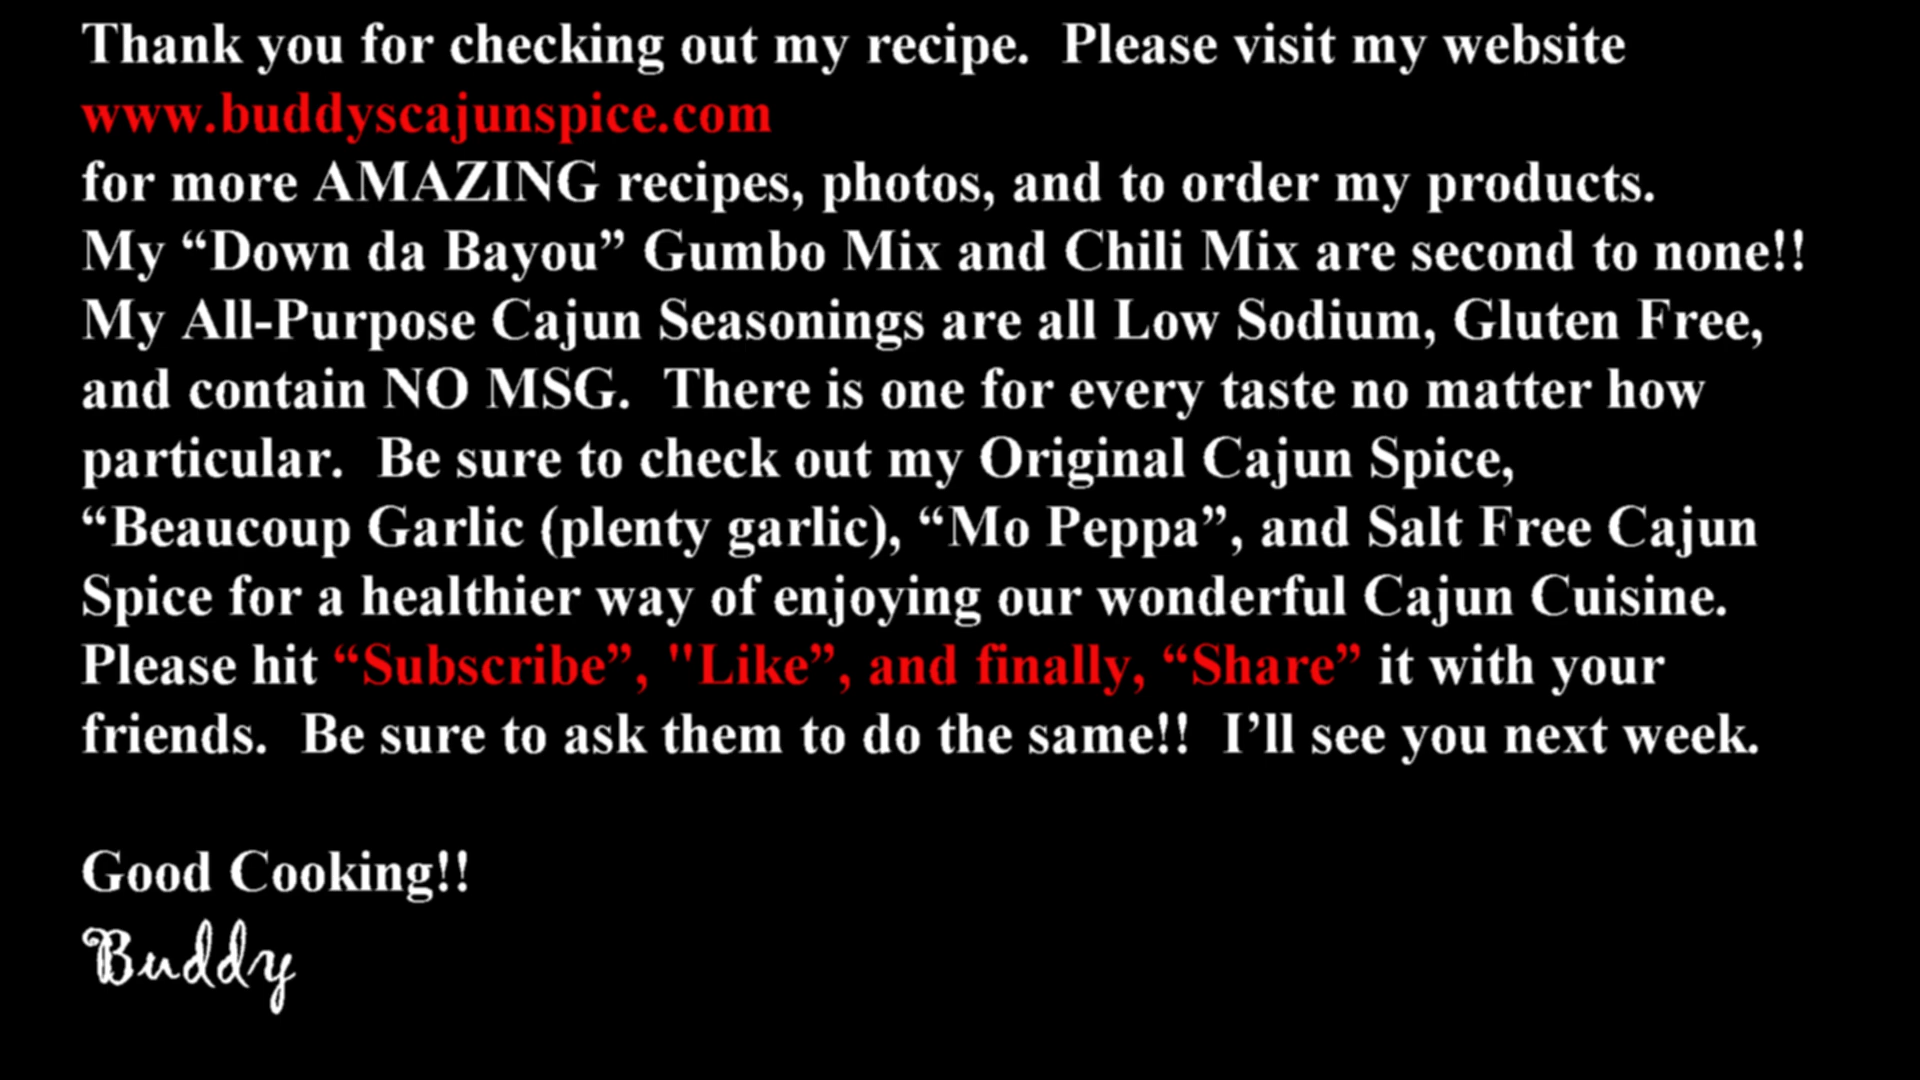 Thank you for checking out my recipe.  Please visit my website
www.buddyscajunspice.com
for more AMAZING recipes, photos, and to order my products.
My “Down da Bayou” Gumbo Mix and Chili Mix are second to none!!
My All-Purpose Cajun Seasonings are all Low Sodium, Gluten Free,
and contain NO MSG.  There is one for every taste no matter how
particular.  Be sure to check out my Original Cajun Spice,
“Beaucoup Garlic (plenty garlic), “Mo Peppa”, and Salt Free Cajun
Spice for a healthier way of enjoying our wonderful Cajun Cuisine.
Please hit “Subscribe”, "Like”, and finally, “Share” it with your
friends.  Be sure to ask them to do the same!!  I’ll see you next week.
Good Cooking!!
Buddy